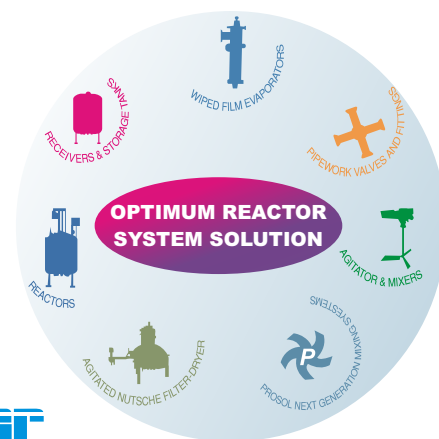 WIPED FILM EVAPORATORS
RECEIVERS & STORAGE TANKS
PIPEWORK VALVES AND FITTINGS
OPTIMUM REACTOR
SYSTEM SOLUTION
REACTORS
AGITATOR & MIXERS
AGITATED NUTSCHE FILTER-DRYER
P
PROSOL NEXT GENERATION MIXING SYESTEMS